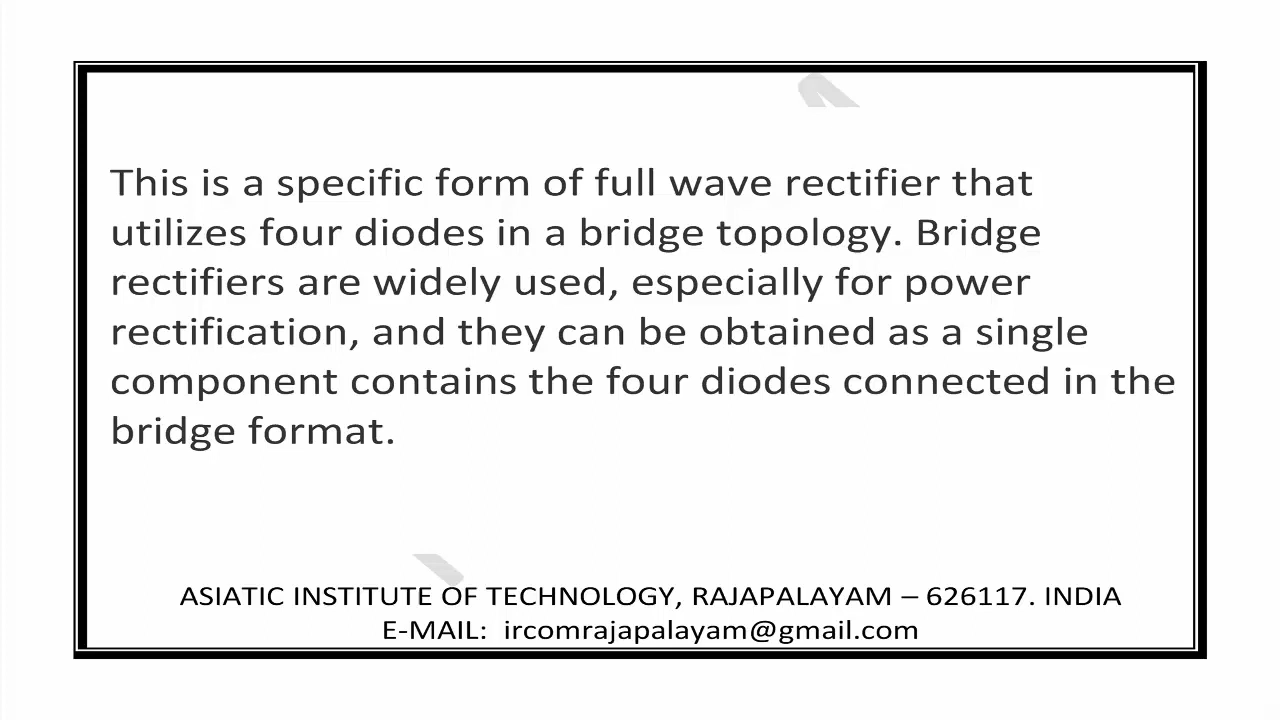 This is a specific form of full wave rectifier that
utilizes four diodes in a bridge topology. Bridge
rectifiers are widely used, especially for power
rectification, and they can be obtained as a single
component contains the four diodes connected in the
bridge format.
ASIATIC INSTITUTE OF TECHNOLOGY, RAJAPALAYAM – 626117. INDIA
E-MAIL: ircomrajapalayam@gmail.com